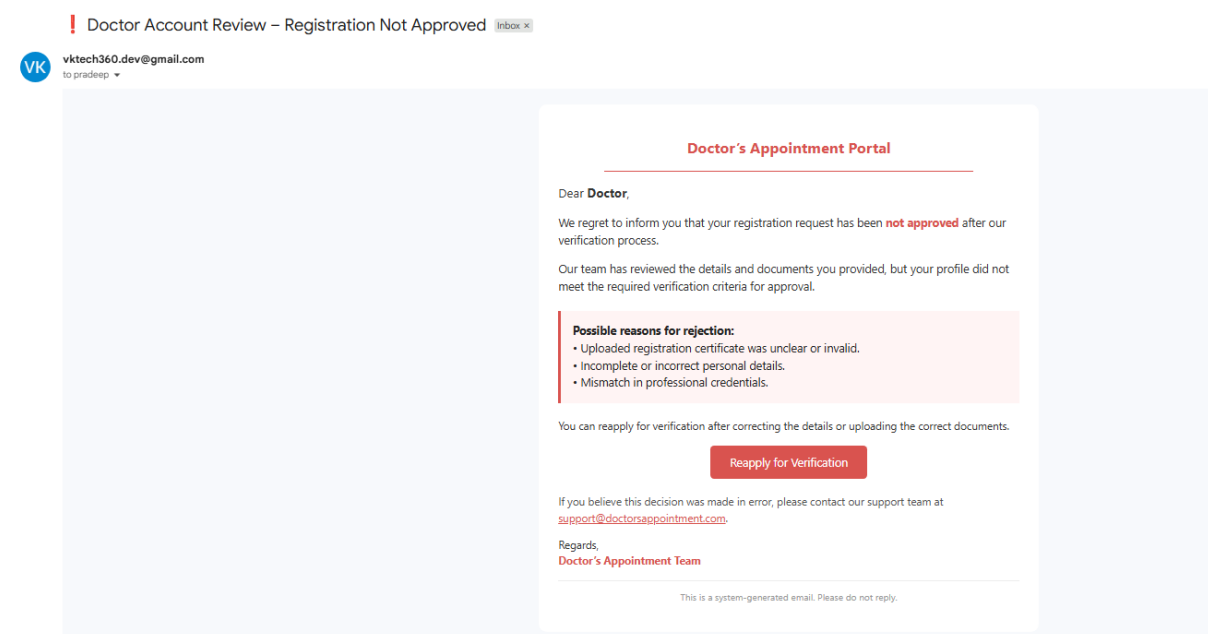 ❗ Doctor Account Review – Registration Not Approved Inbox ×
VK
vktech360.dev@gmail.com
to pradeep
Doctor's Appointment Portal
Dear Doctor,
We regret to inform you that your registration request has been not approved after our
verification process.
Our team has reviewed the details and documents you provided, but your profile did not
meet the required verification criteria for approval.
Possible reasons for rejection:
• Uploaded registration certificate was unclear or invalid.
• Incomplete or incorrect personal details.
• Mismatch in professional credentials.
You can reapply for verification after correcting the details or uploading the correct documents.
Reapply for Verification
If you believe this decision was made in error, please contact our support team at
support@doctorsappointment.com.
Regards,
Doctor's Appointment Team
This is a system-generated email. Please do not reply.